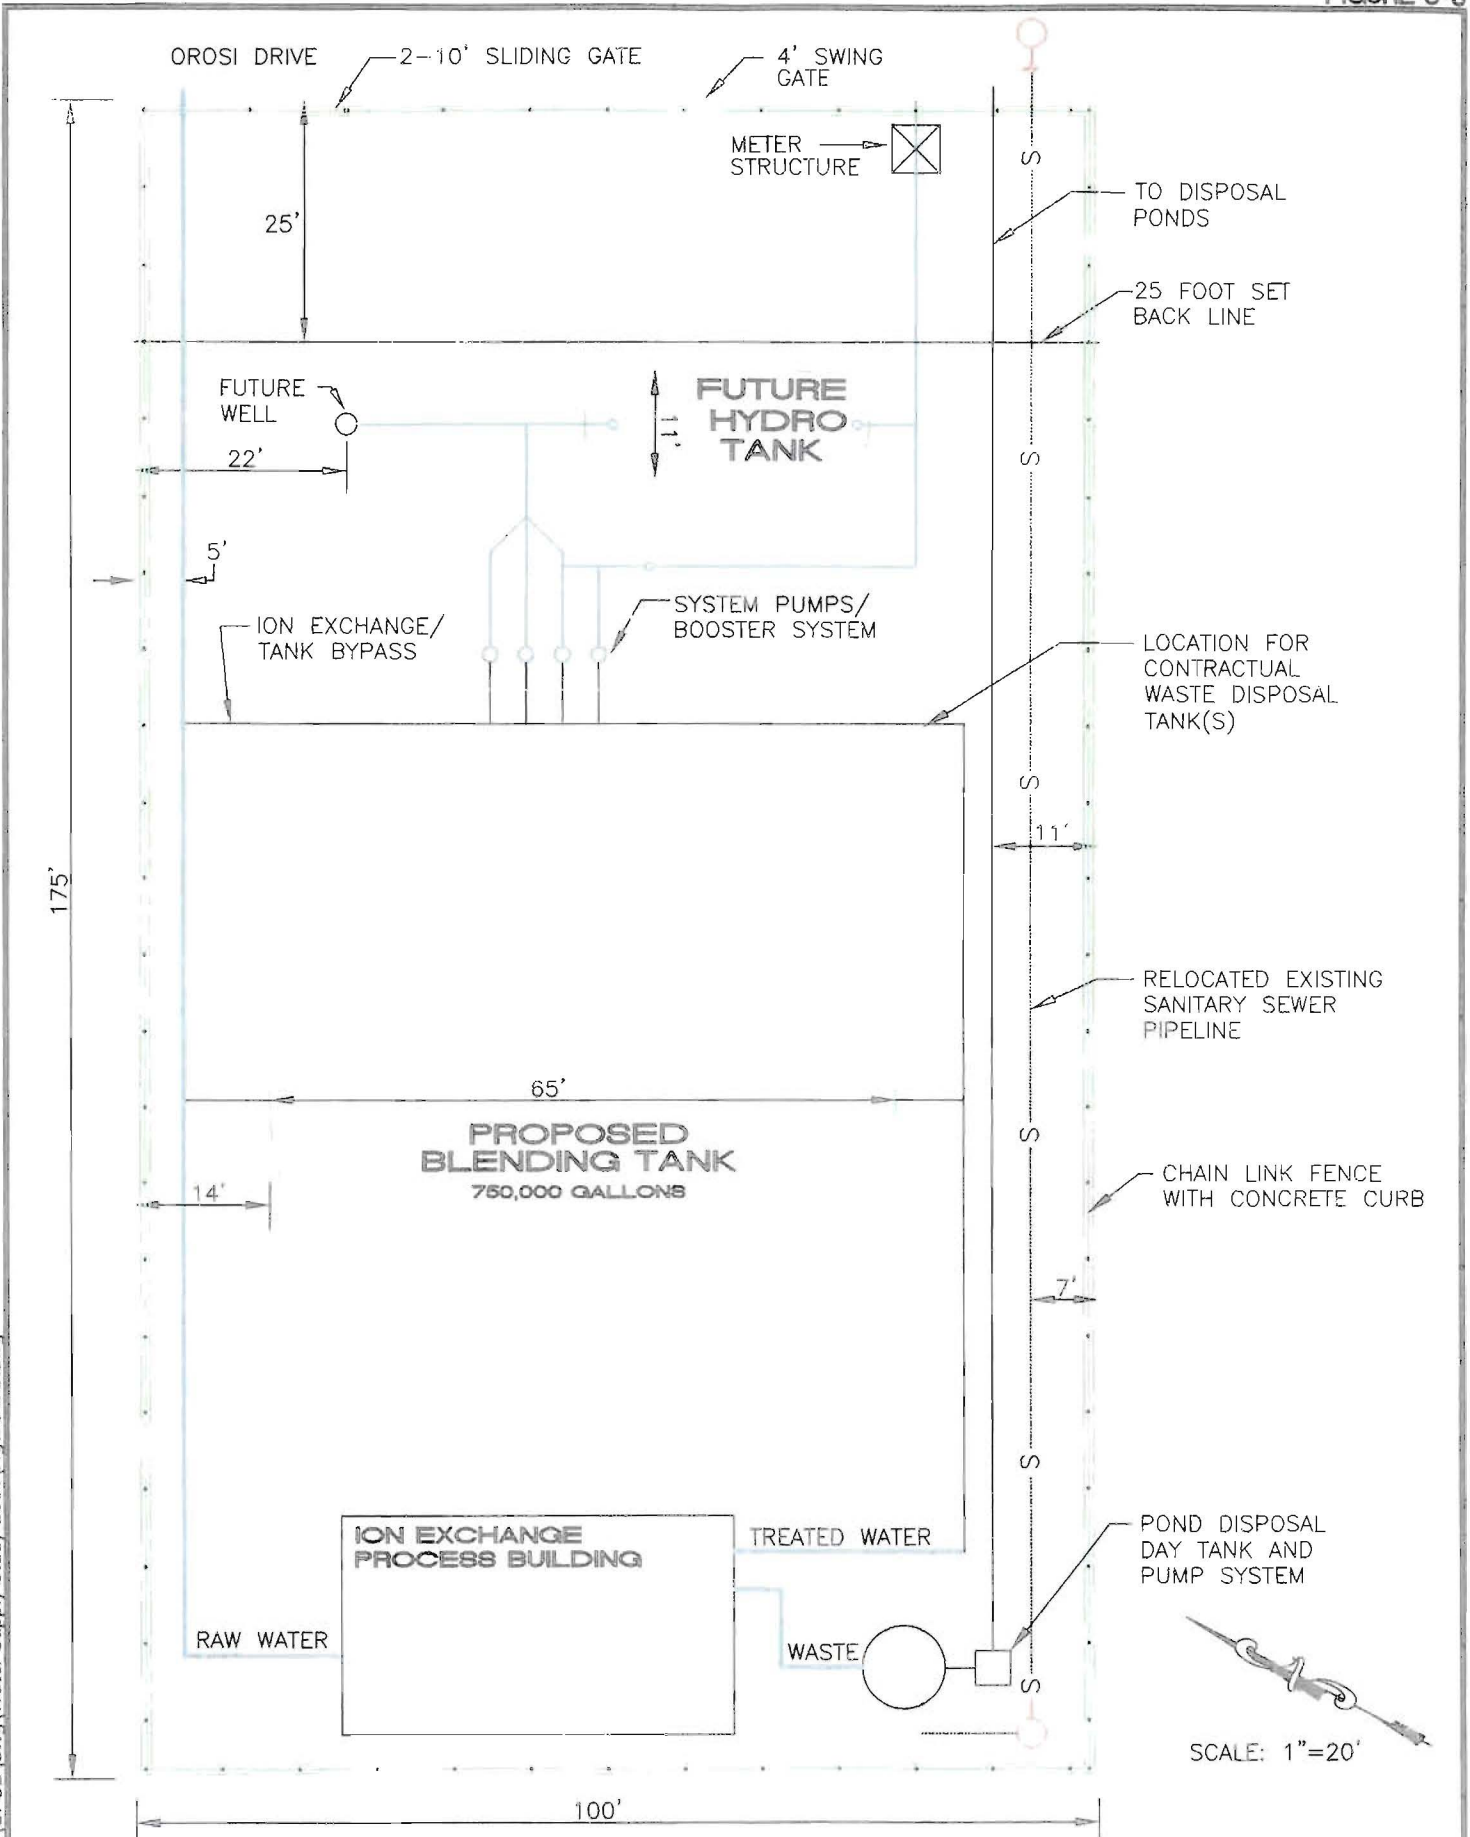 OROSI DRIVE
2-10' SLIDING GATE
4' SWING
GATE
METER
STRUCTURE
S
TO DISPOSAL
PONDS
25'
25 FOOT SET
BACK LINE
FUTURE
WELL
FUTURE
HYDRO
TANK
11'
22'
S
5'
ION EXCHANGE/
TANK BYPASS
SYSTEM PUMPS/
BOOSTER SYSTEM
LOCATION FOR
CONTRACTUAL
WASTE DISPOSAL
TANK(S)
S
11'
175'
RELOCATED EXISTING
SANITARY SEWER
PIPELINE
65'
PROPOSED
BLENDING TANK
750,000 GALLONS
S
14'
CHAIN LINK FENCE
WITH CONCRETE CURB
7'
S
ION EXCHANGE
PROCESS BUILDING
TREATED WATER
POND DISPOSAL
DAY TANK AND
PUMP SYSTEM
RAW WATER
WASTE
S
SCALE: 1"=20'
100'